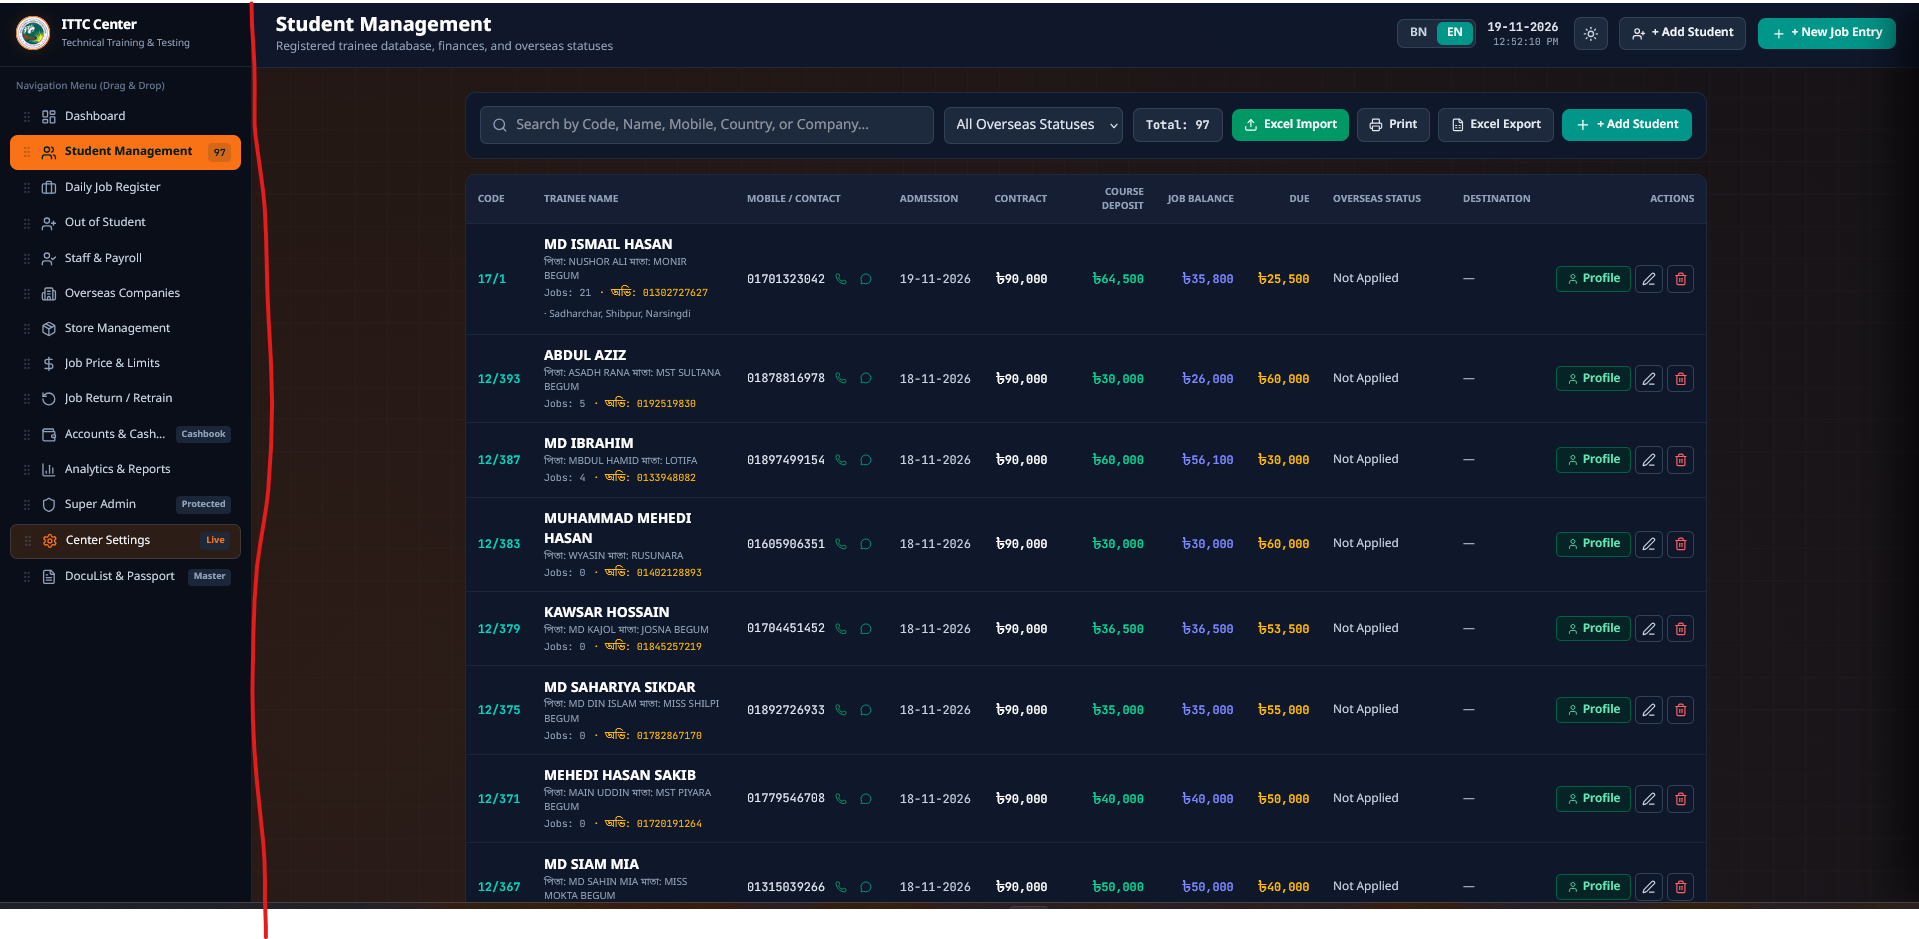 ITTC Center
Technical Training & Testing
Navigation Menu (Drag & Drop)
Dashboard
Student Management 97
Daily Job Register
Out of Student
Staff & Payroll
Overseas Companies
Store Management
Job Price & Limits
Job Return / Retrain
Accounts & Cash... Cashbook
Analytics & Reports
Super Admin Protected
Center Settings Live
DocuList & Passport Master
Student Management
Registered trainee database, finances, and overseas statuses
BN EN
19-11-2026
12:52:10 PM
+ Add Student
+ New Job Entry
Search by Code, Name, Mobile, Country, or Company...
All Overseas Statuses
Total: 97
Excel Import
Print
Excel Export
+ Add Student
CODE TRAINEE NAME MOBILE / CONTACT ADMISSION CONTRACT COURSE DEPOSIT JOB BALANCE DUE OVERSEAS STATUS DESTINATION ACTIONS
MD ISMAIL HASAN
পিতা: NUSHOR ALI মাতা: MONIR
BEGUM
17/1 01701323042 19-11-2026 ৳90,000 ৳64,500 ৳35,800 ৳25,500 Not Applied — Profile
Jobs: 21 · অভি: 01302727627
· Sadharchar, Shibpur, Narsingdi
ABDUL AZIZ
পিতা: ASADH RANA মাতা: MST SULTANA
BEGUM
12/393 01878816978 18-11-2026 ৳90,000 ৳30,000 ৳26,000 ৳60,000 Not Applied — Profile
Jobs: 5 · অভি: 0192519830
MD IBRAHIM
পিতা: MBDUL HAMID মাতা: LOTIFA
12/387 01897499154 18-11-2026 ৳90,000 ৳60,000 ৳56,100 ৳30,000 Not Applied — Profile
Jobs: 4 · অভি: 0133948082
MUHAMMAD MEHEDI
HASAN
12/383 01605906351 18-11-2026 ৳90,000 ৳30,000 ৳30,000 ৳60,000 Not Applied — Profile
পিতা: WYASIN মাতা: RUSUNARA
Jobs: 0 · অভি: 01402128893
KAWSAR HOSSAIN
পিতা: MD KAJOL মাতা: JOSNA BEGUM
12/379 01704451452 18-11-2026 ৳90,000 ৳36,500 ৳36,500 ৳53,500 Not Applied — Profile
Jobs: 0 · অভি: 01845257219
MD SAHARIYA SIKDAR
পিতা: MD DIN ISLAM মাতা: MISS SHILPI
BEGUM
12/375 01892726933 18-11-2026 ৳90,000 ৳35,000 ৳35,000 ৳55,000 Not Applied — Profile
Jobs: 0 · অভি: 01782867170
MEHEDI HASAN SAKIB
পিতা: MAIN UDDIN মাতা: MST PIYARA
BEGUM
12/371 01779546708 18-11-2026 ৳90,000 ৳40,000 ৳40,000 ৳50,000 Not Applied — Profile
Jobs: 0 · অভি: 01720191264
MD SIAM MIA
পিতা: MD SAHIN MIA মাতা: MISS
MOKTA BEGUM
12/367 01315039266 18-11-2026 ৳90,000 ৳50,000 ৳50,000 ৳40,000 Not Applied — Profile